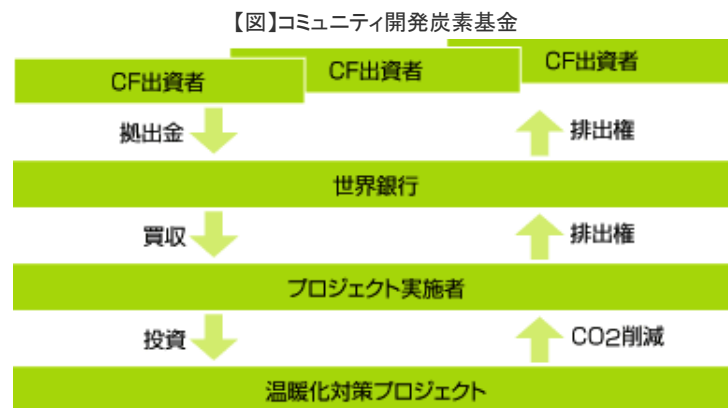 【図】コミュニティ開発炭素基金
CF出資者
CF出資者
CF出資者
拠出金
排出権
世界銀行
買収
排出権
プロジェクト実施者
投資
CO2削減
温暖化対策プロジェクト